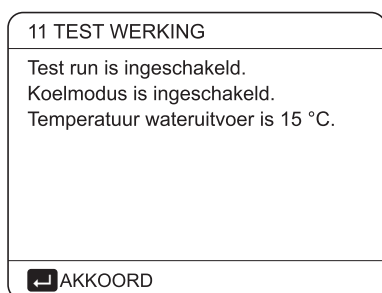 11 TEST WERKING
Test run is ingeschakeld.
Koelmodus is ingeschakeld.
Temperatuur wateruitvoer is 15 °C.
AKKOORD